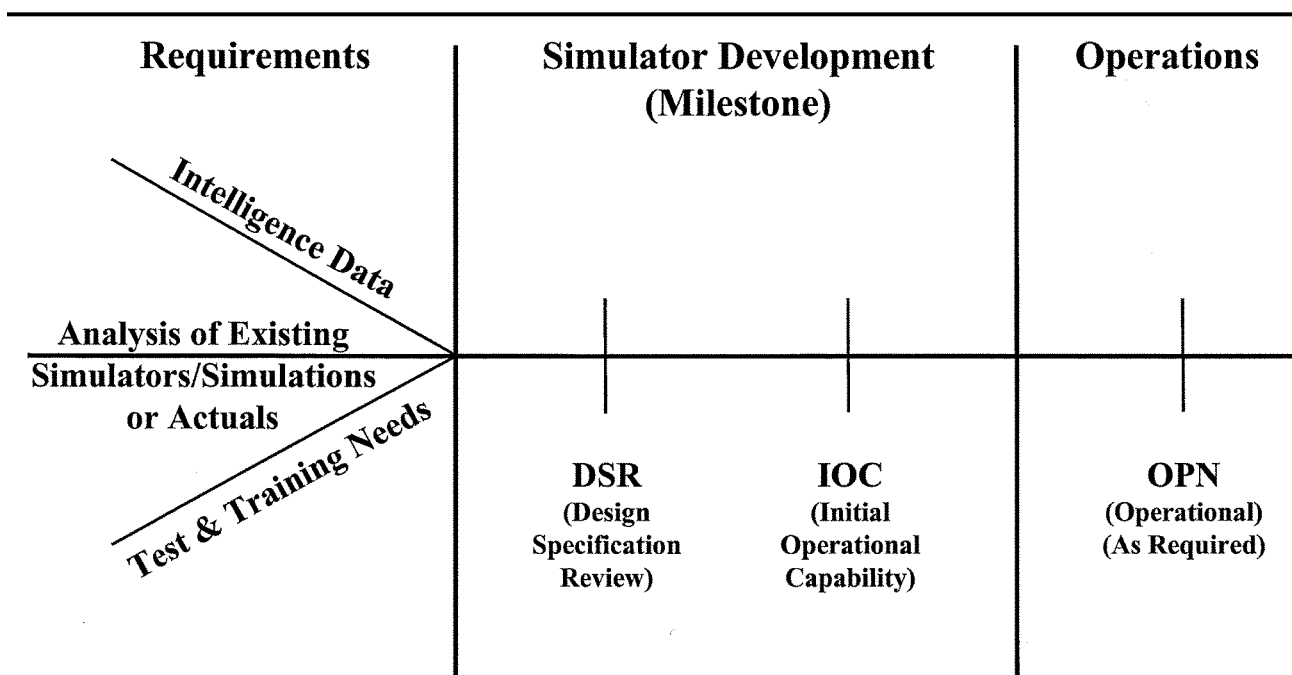 Requirements
Simulator Development
(Milestone)
Operations
Intelligence Data
Analysis of Existing
Simulators/Simulations
or Actuals
Test & Training Needs
DSR
(Design
Specification
Review)
IOC
(Initial
Operational
Capability)
OPN
(Operational)
(As Required)